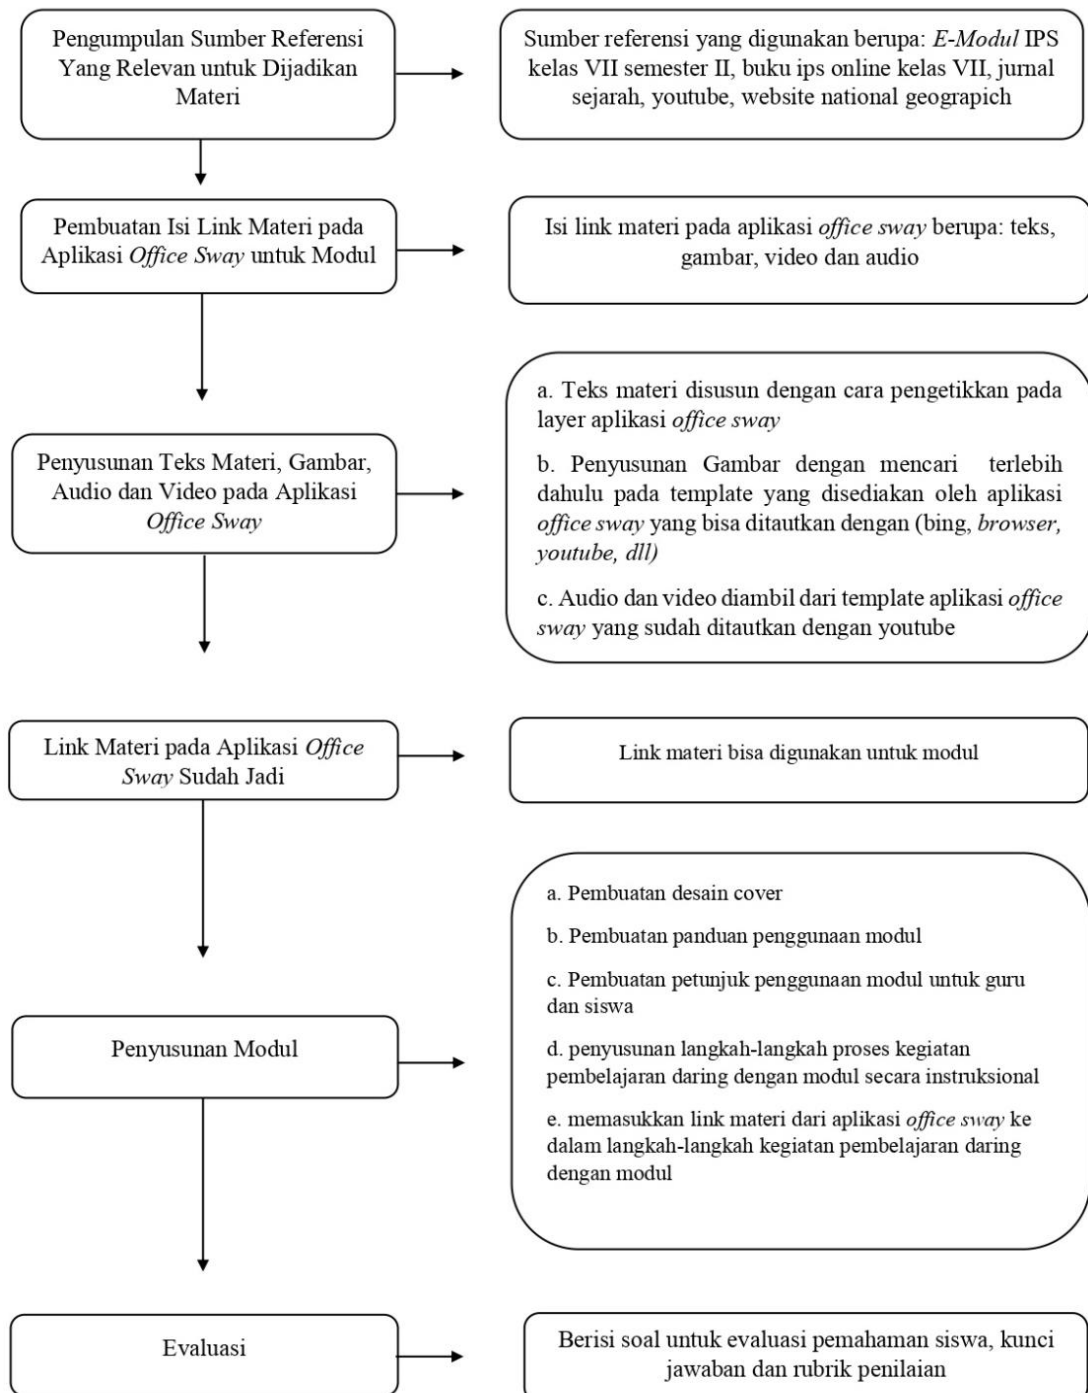 Pengumpulan Sumber Referensi
Yang Relevan untuk Dijadikan
Materi
Sumber referensi yang digunakan berupa: E-Modul IPS
kelas VII semester II, buku ips online kelas VII, jurnal
sejarah, youtube, website national geograpich
Pembuatan Isi Link Materi pada
Aplikasi Office Sway untuk Modul
Isi link materi pada aplikasi office sway berupa: teks,
gambar, video dan audio
Penyusunan Teks Materi, Gambar,
Audio dan Video pada Aplikasi
Office Sway
a. Teks materi disusun dengan cara pengetikkan pada
layer aplikasi office sway
b. Penyusunan Gambar dengan mencari terlebih
dahulu pada template yang disediakan oleh aplikasi
office sway yang bisa ditautkan dengan (bing, browser,
youtube, dll)
c. Audio dan video diambil dari template aplikasi office
sway yang sudah ditautkan dengan youtube
Link Materi pada Aplikasi Office
Sway Sudah Jadi
Link materi bisa digunakan untuk modul
Penyusunan Modul
a. Pembuatan desain cover
b. Pembuatan panduan penggunaan modul
c. Pembuatan petunjuk penggunaan modul untuk guru
dan siswa
d. penyusunan langkah-langkah proses kegiatan
pembelajaran daring dengan modul secara instruksional
e. memasukkan link materi dari aplikasi office sway ke
dalam langkah-langkah kegiatan pembelajaran daring
dengan modul
Evaluasi
Berisi soal untuk evaluasi pemahaman siswa, kunci
jawaban dan rubrik penilaian